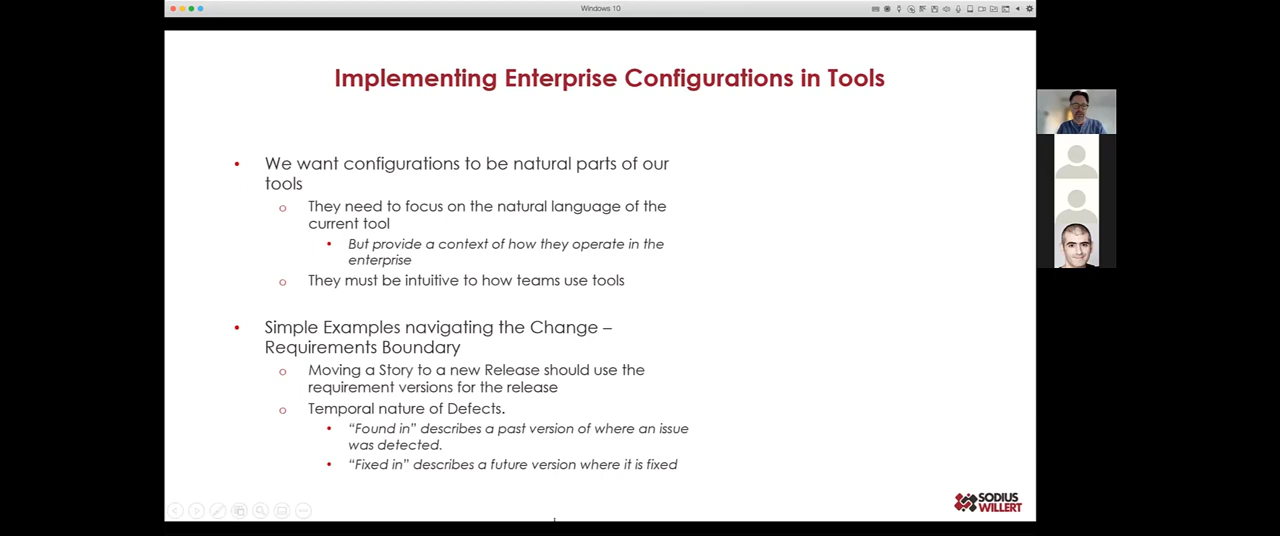 Windows 10
Implementing Enterprise Configurations in Tools
• We want configurations to be natural parts of our
tools
o They need to focus on the natural language of the
current tool
• But provide a context of how they operate in the
enterprise
o They must be intuitive to how teams use tools
• Simple Examples navigating the Change –
Requirements Boundary
o Moving a Story to a new Release should use the
requirement versions for the release
o Temporal nature of Defects.
• “Found in” describes a past version of where an issue
was detected.
• “Fixed in” describes a future version where it is fixed
SODIUS
WILLERT